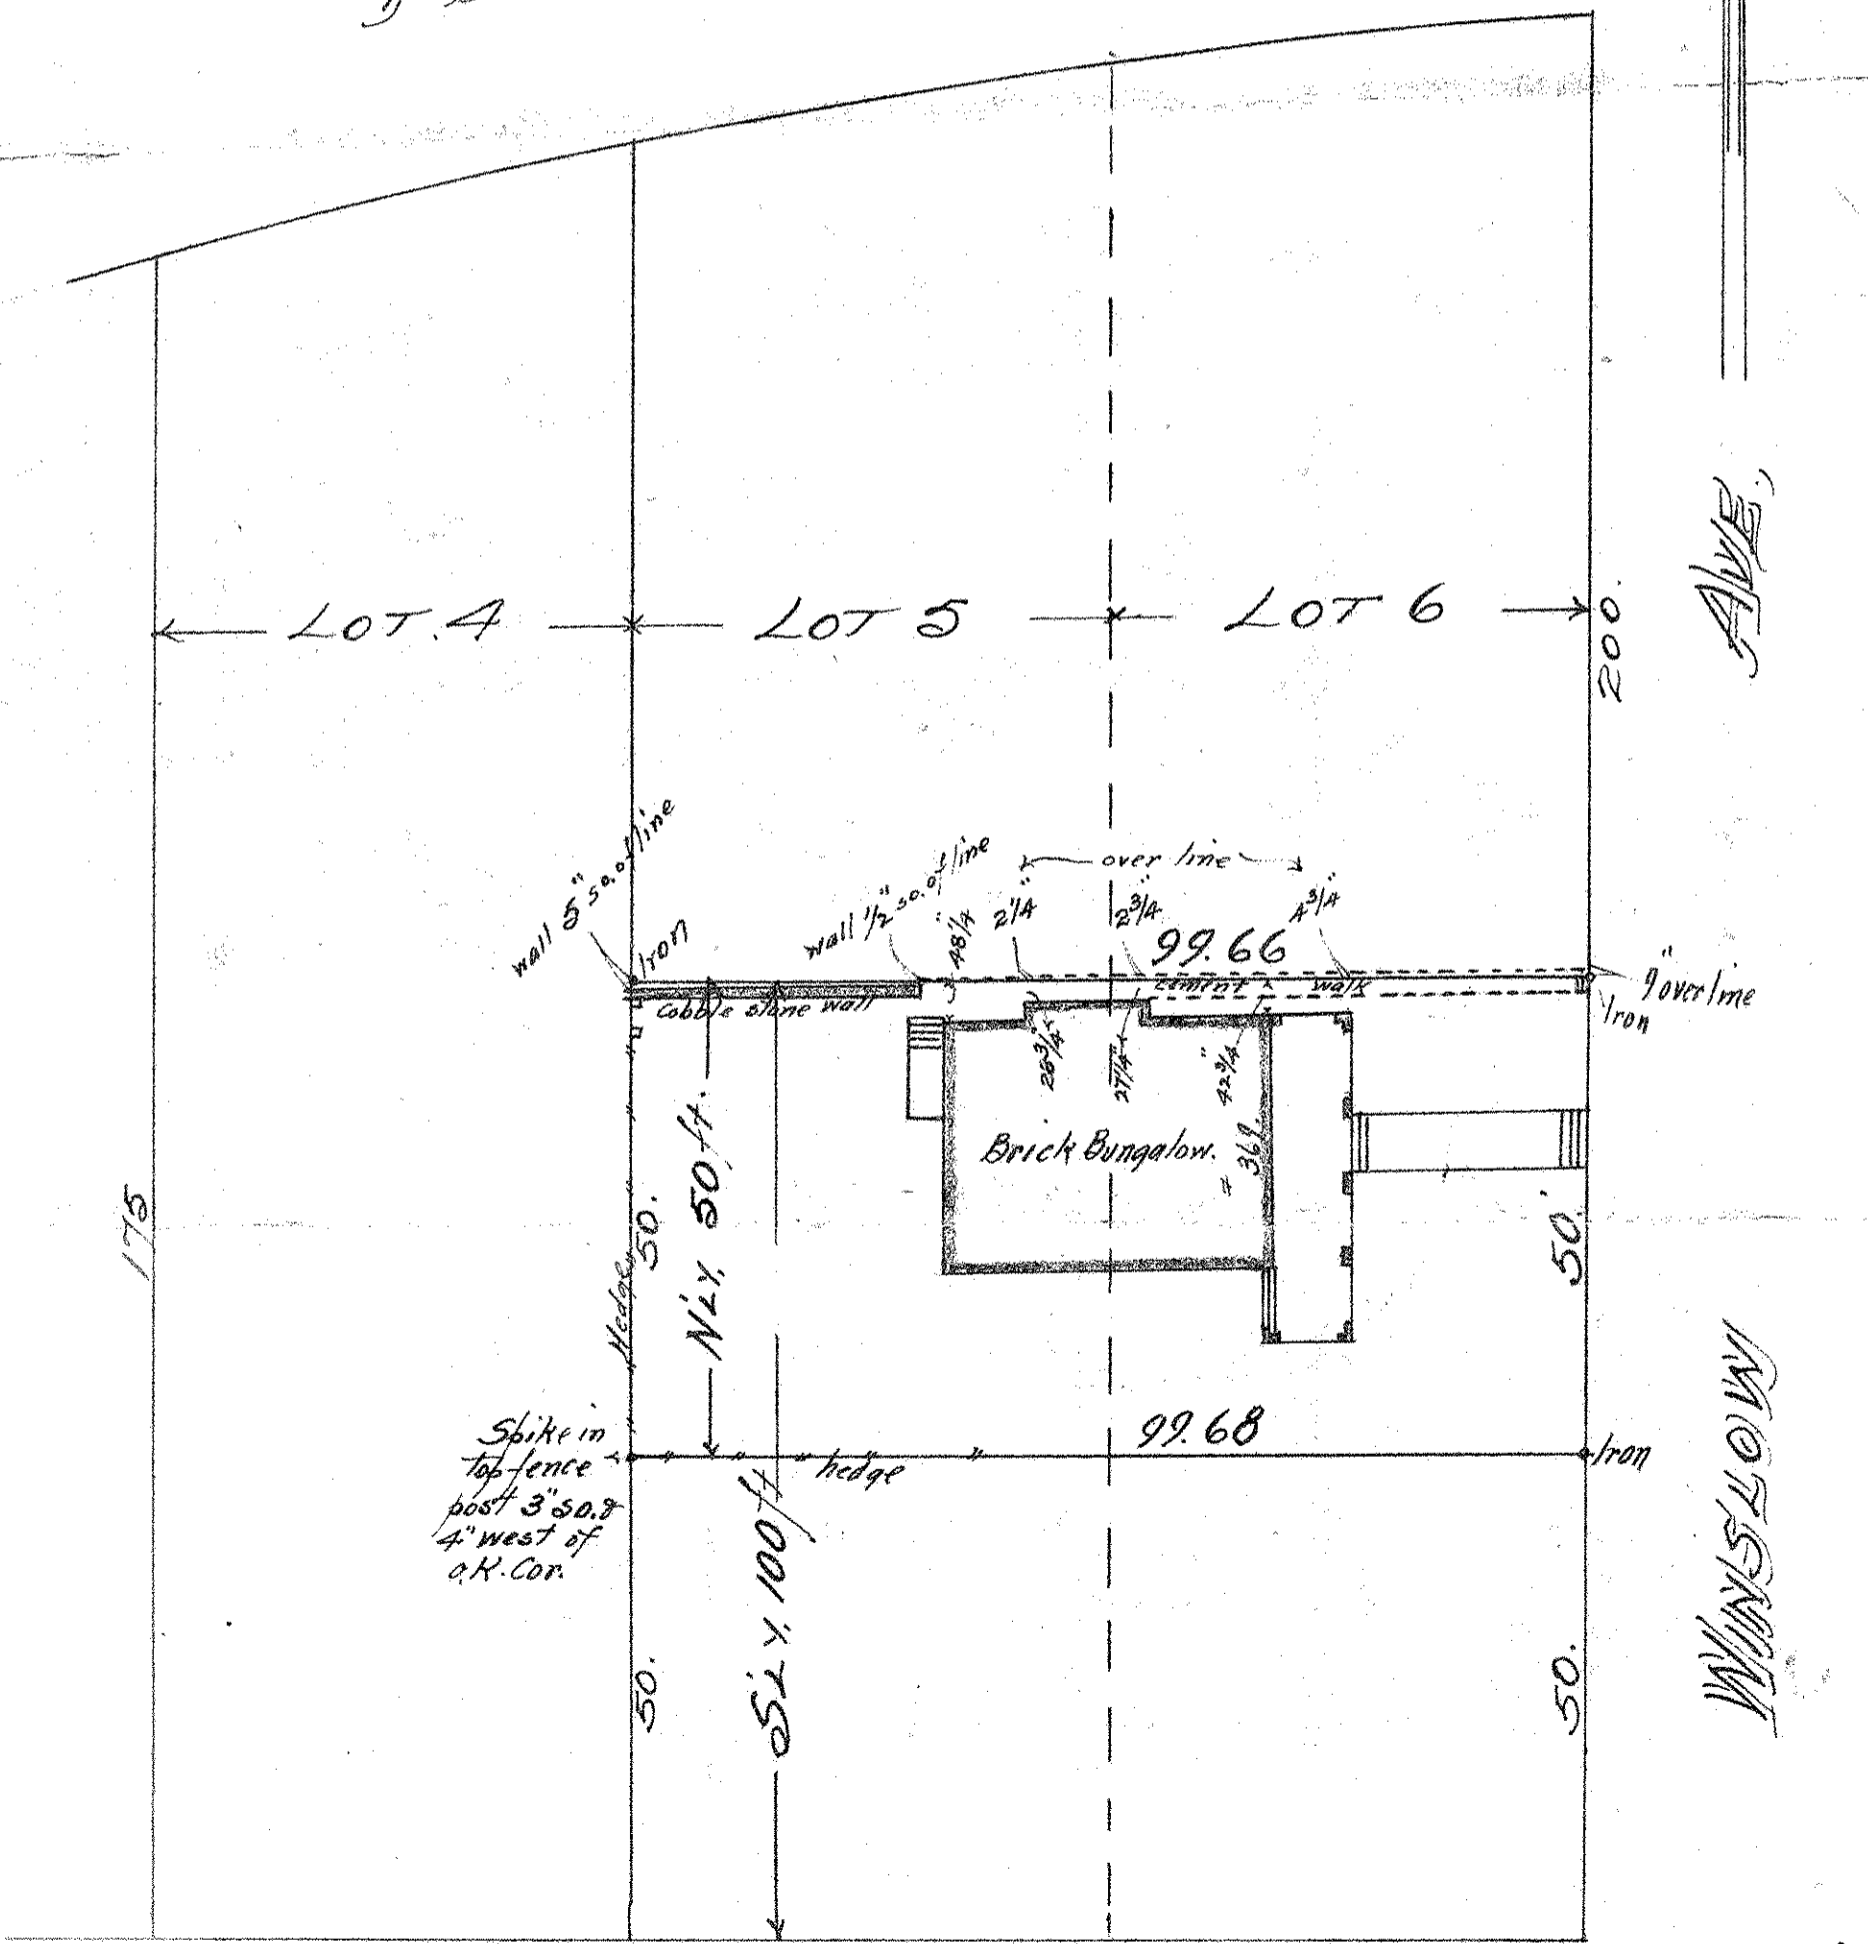 LOT. 4
LOT 5
LOT 6
200.
AVE.
wall 5" so. of line
Iron
wall 1/2" so. of line
48 1/4"
over line
2 1/4"
2 3/4"
4 3/4"
99.66
cement walk
9" over line
Iron
Cobble stone wall
26 3/4"
27 1/4"
42 3/4"
Brick Bungalow.
# 369.
N'LY. 50 ft.
50.
Hedge
50.
175
99.68
hedge
Iron
Spike in
top fence
post 3" so. &
4" west of
O.K. Cor.
S'LY. 100 ft
50.
50.
WINSLOW